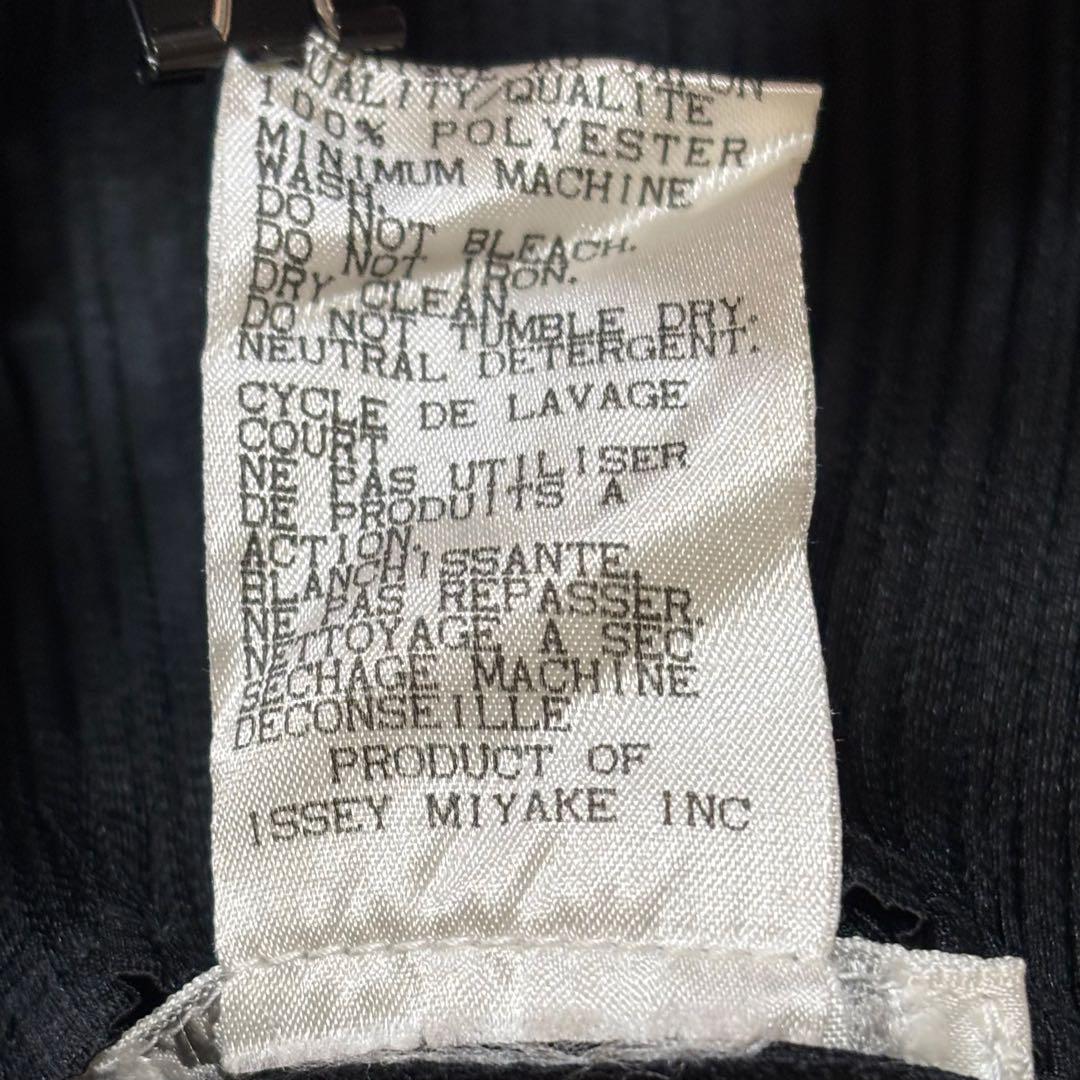 QUALITY/QUALITE
100% POLYESTER
MINIMUM MACHINE
WASH.
DO NOT BLEACH.
DO NOT IRON.
DRY CLEAN
DO NOT TUMBLE DRY.
NEUTRAL DETERGENT.
CYCLE DE LAVAGE
COURT
NE PAS UTILISER
DE PRODUITS A
ACTION.
BLANCHISSANTE.
NE PAS REPASSER.
NETTOYAGE A SEC
SECHAGE MACHINE
DECONSEILLE
PRODUCT OF
ISSEY MIYAKE INC